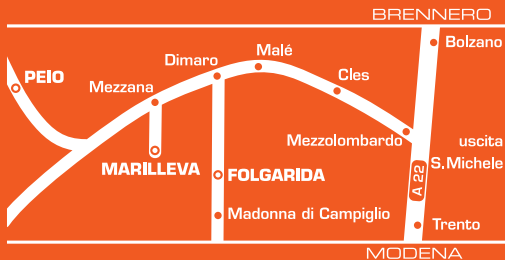 BRENNERO
Bolzano
Malé
Dimaro
Cles
PEIO
Mezzana
Mezzolombardo
uscita
S. Michele
MARILLEVA
FOLGARIDA
A 22
Madonna di Campiglio
Trento
MODENA